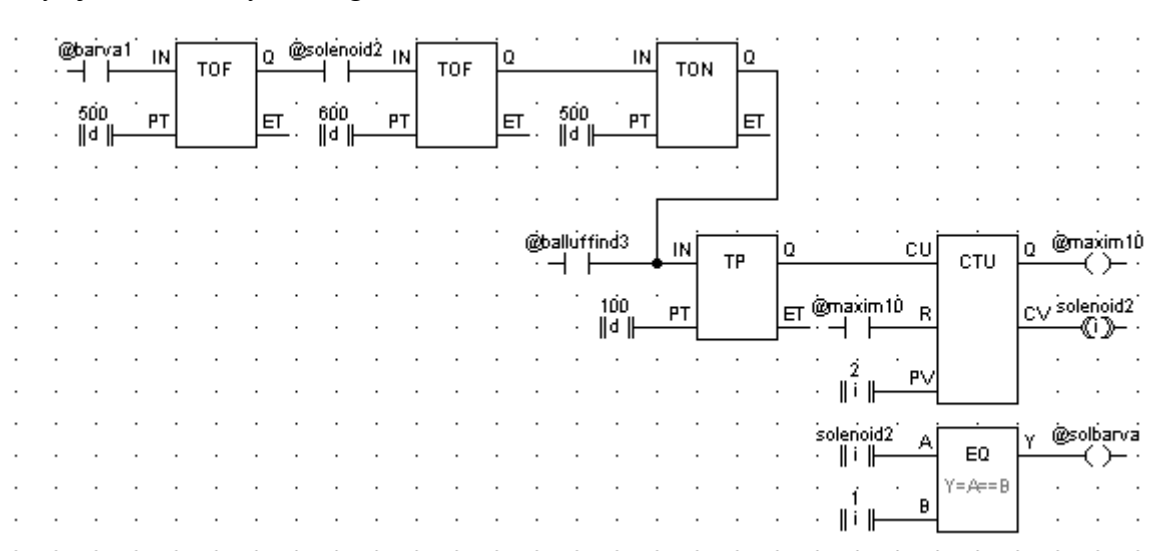 @barva1 IN TOF Q @solenoid2 IN TOF Q IN TON Q
500 d PT ET 600 d PT ET 500 d PT ET
@balluffind3 IN TP Q CU CTU Q @maxim10
100 d PT ET @maxim10 R CV solenoid2 i
2 i PV
solenoid2 i A EQ Y @solbarva
Y=A==B
1 i B